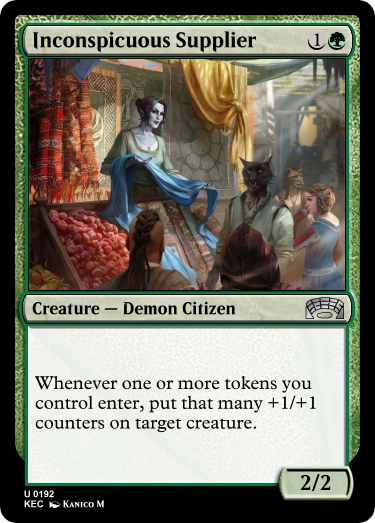 Inconspicuous Supplier 1
Creature — Demon Citizen
Whenever one or more tokens you
control enter, put that many +1/+1
counters on target creature.
2/2
U 0192
KEC Kanico M